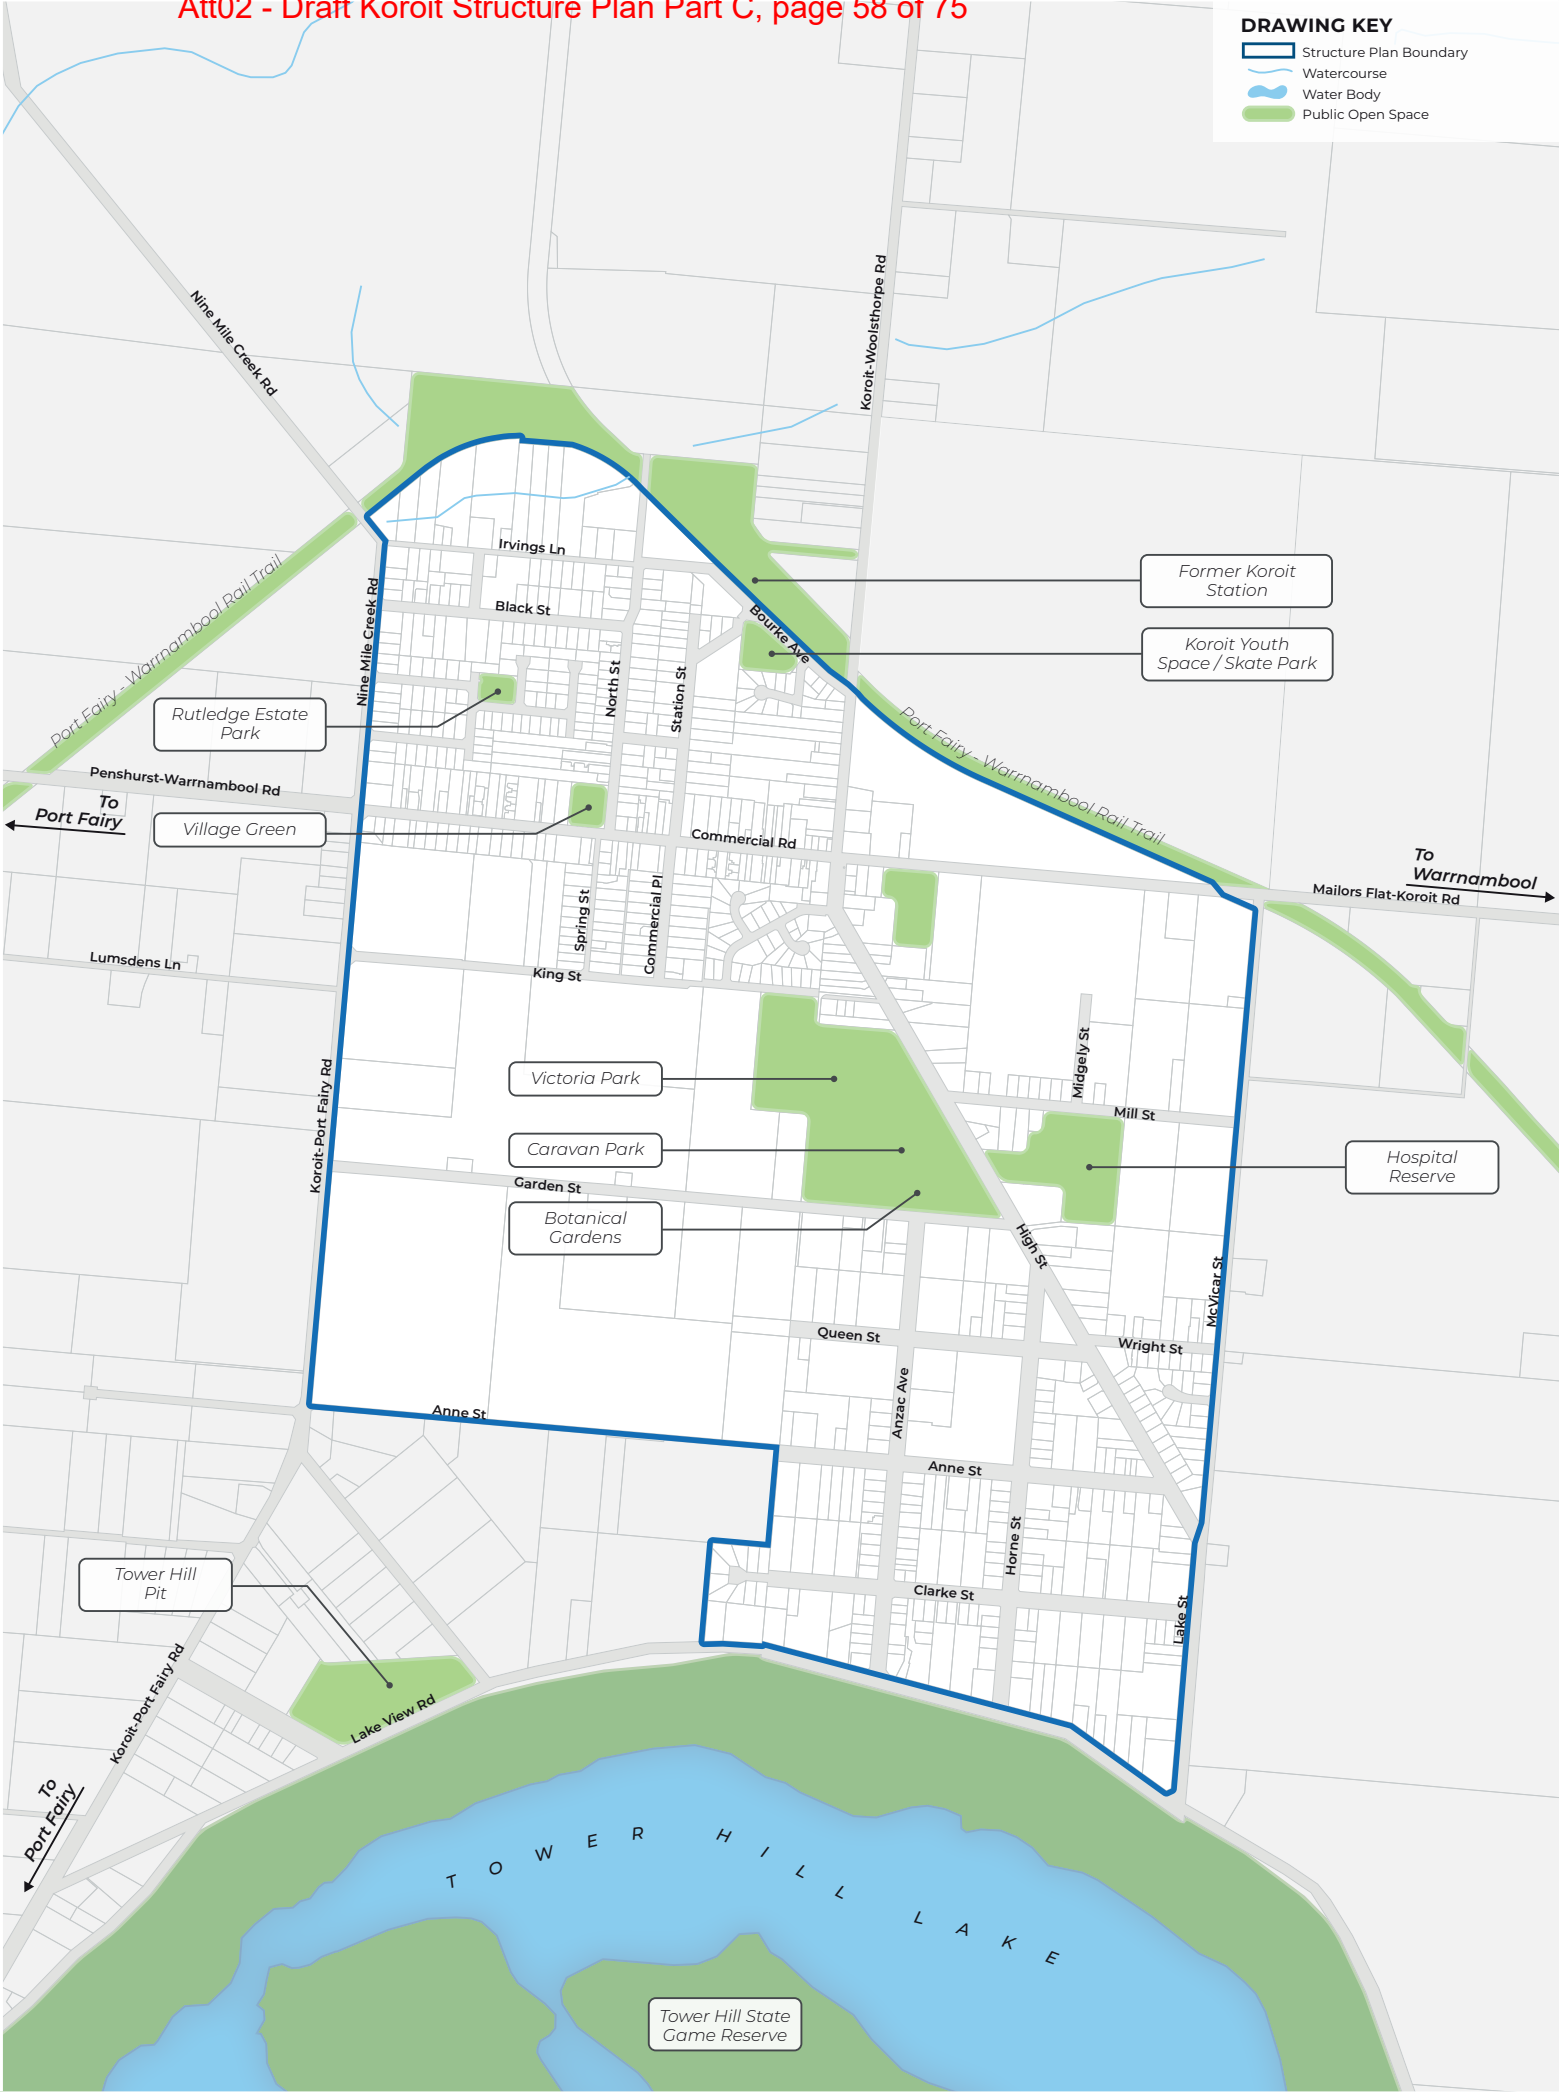 Att02 - Draft Koroit Structure Plan Part C, page 58 of 75
DRAWING KEY
Structure Plan Boundary
Watercourse
Water Body
Public Open Space
Nine Mile Creek Rd
Koroit-Woolsthorpe Rd
Irvings Ln
Black St
Bourke Ave
Former Koroit
Station
Koroit Youth
Space / Skate Park
Port Fairy - Warrnambool Rail Trail
Nine Mile Creek Rd
North St
Station St
Rutledge Estate
Park
Port Fairy - Warrnambool Rail Trail
Penshurst-Warrnambool Rd
To
Port Fairy
Village Green
Commercial Rd
To
Warrnambool
Mailors Flat-Koroit Rd
Spring St
Commercial Pl
Lumsdens Ln
King St
Midgely St
Victoria Park
Mill St
Koroit-Port Fairy Rd
Caravan Park
Hospital
Reserve
Garden St
Botanical
Gardens
High St
McVicar St
Queen St
Wright St
Anzac Ave
Anne St
Anne St
Horne St
Tower Hill
Pit
Clarke St
Lake St
Koroit-Port Fairy Rd
Lake View Rd
To
Port Fairy
TOWER HILL LAKE
Tower Hill State
Game Reserve